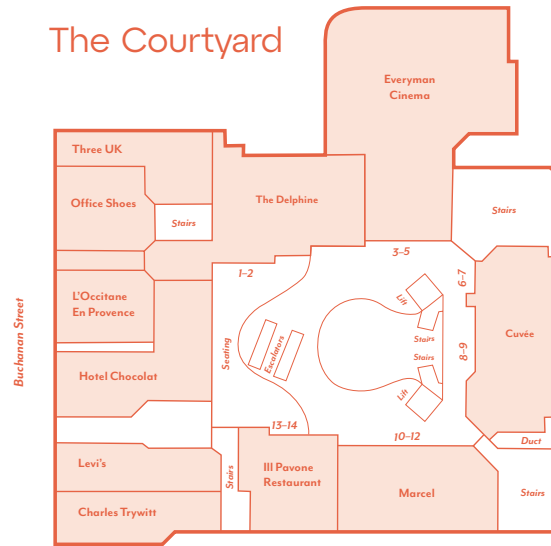 The Courtyard
Everyman
Cinema
Three UK
Office Shoes
Stairs
The Delphine
Stairs
1–2
3–5
6–7
L'Occitane
En Provence
Lift
Buchanan Street
Seating
Escalators
Stairs
Stairs
8–9
Cuvée
Hotel Chocolat
Lift
13–14
10–12
Duct
Levi's
Stairs
III Pavone
Restaurant
Marcel
Stairs
Charles Trywitt